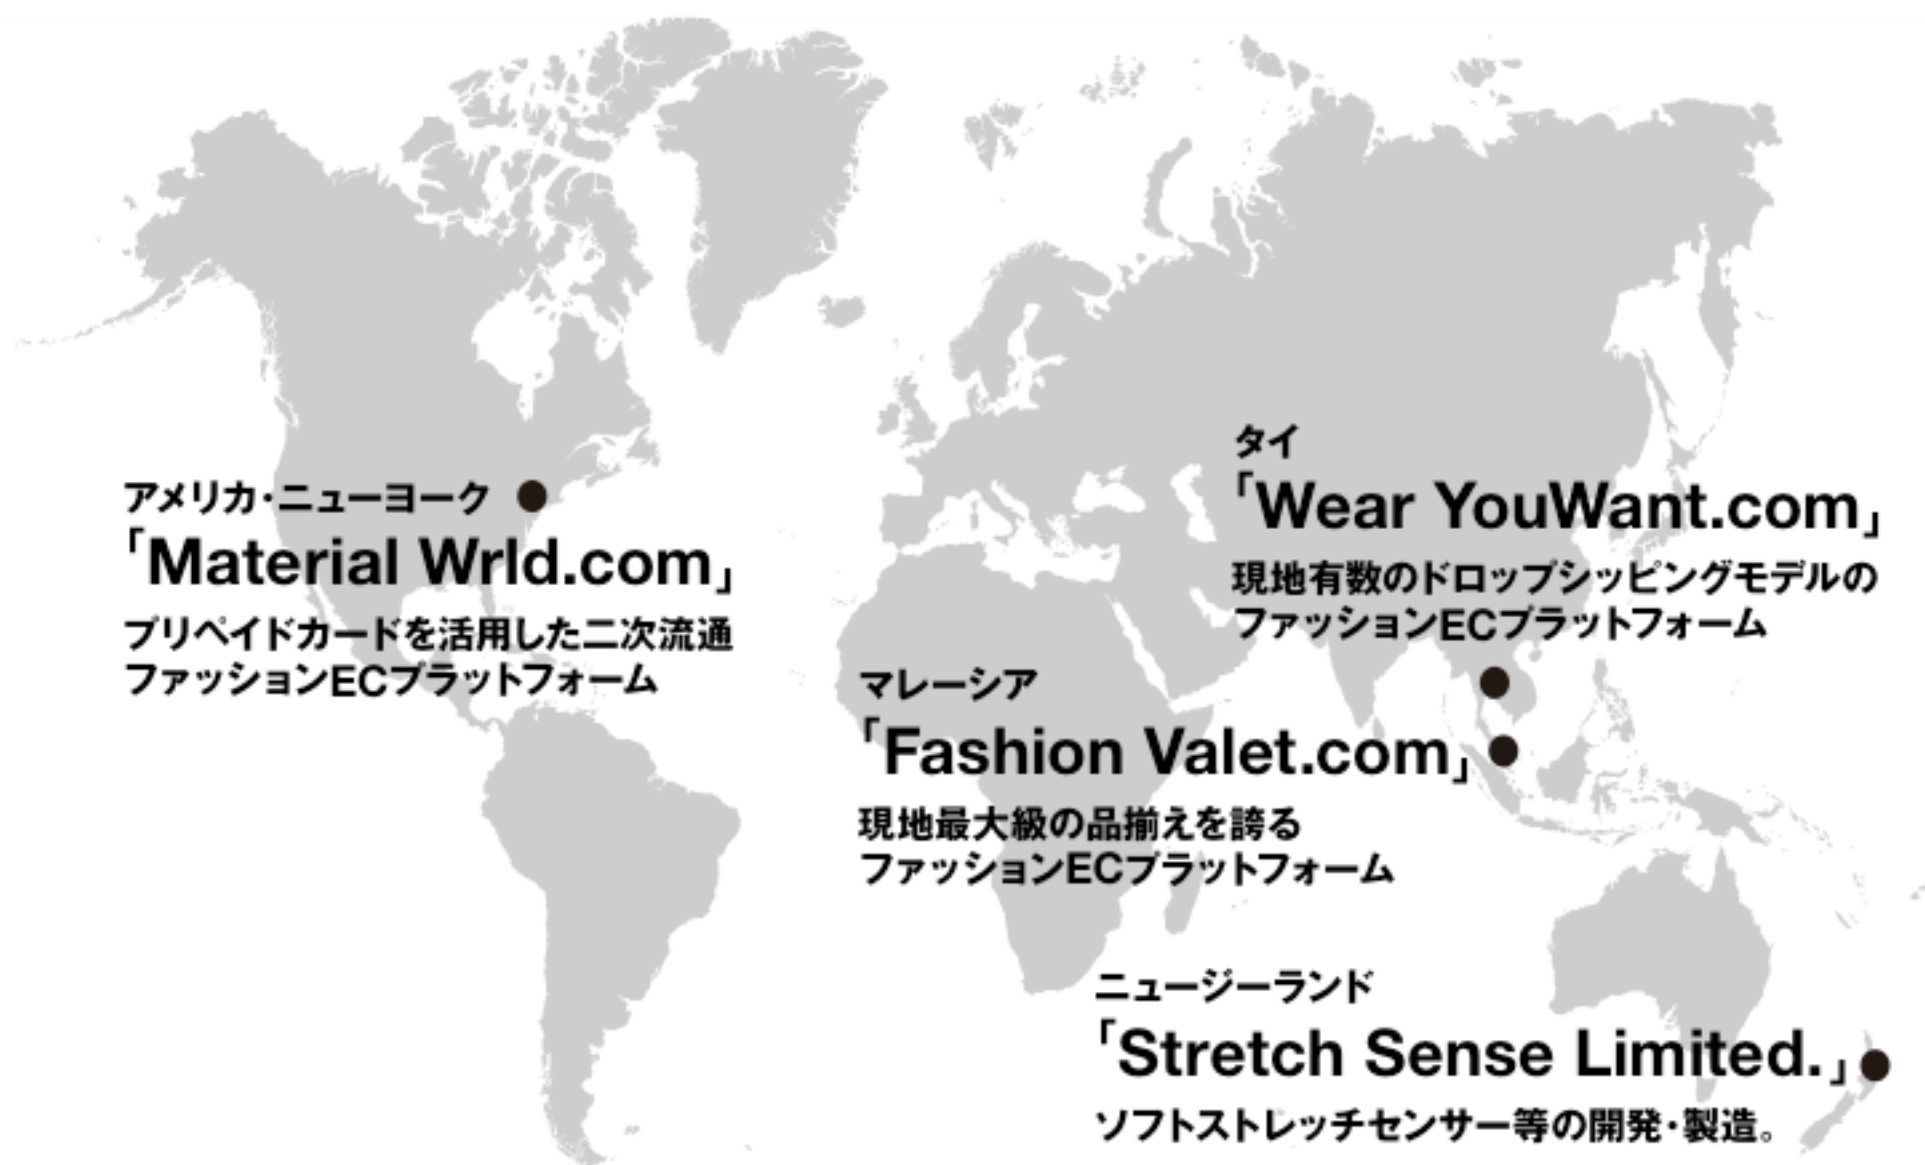 アメリカ・ニューヨーク
「Material Wrld.com」
プリペイドカードを活用した二次流通
ファッションECプラットフォーム
タイ
「Wear YouWant.com」
現地有数のドロップシッピングモデルの
ファッションECプラットフォーム
マレーシア
「Fashion Valet.com」
現地最大級の品揃えを誇る
ファッションECプラットフォーム
ニュージーランド
「Stretch Sense Limited.」
ソフトストレッチセンサー等の開発・製造。